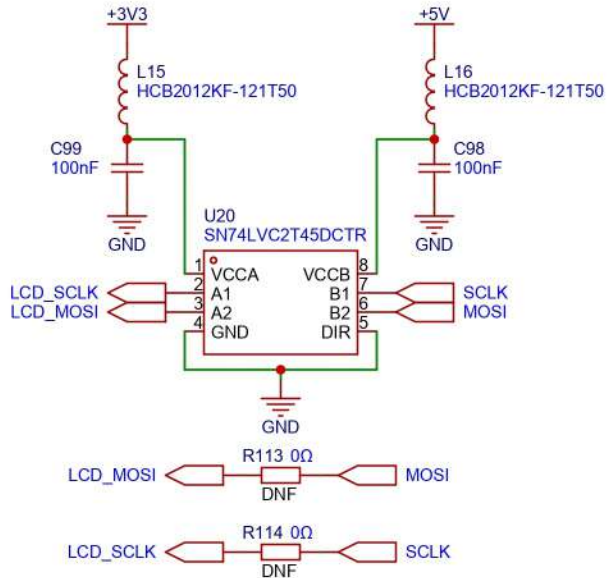 +3V3
+5V
L15
HCB2012KF-121T50
L16
HCB2012KF-121T50
C99
100nF
C98
100nF
GND
GND
U20
SN74LVC2T45DCTR
1 VCCA VCCB 8
LCD_SCLK 2 A1 B1 7 SCLK
LCD_MOSI 3 A2 B2 6 MOSI
4 GND DIR 5
GND
R113 0Ω
LCD_MOSI MOSI
DNF
R114 0Ω
LCD_SCLK SCLK
DNF